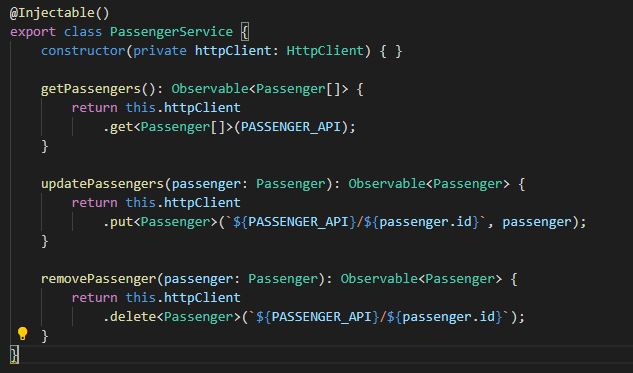 @Injectable()
export class PassengerService {
    constructor(private httpClient: HttpClient) { }

    getPassengers(): Observable<Passenger[]> {
        return this.httpClient
            .get<Passenger[]>(PASSENGER_API);
    }

    updatePassengers(passenger: Passenger): Observable<Passenger> {
        return this.httpClient
            .put<Passenger>(`${PASSENGER_API}/${passenger.id}`, passenger);
    }

    removePassenger(passenger: Passenger): Observable<Passenger> {
        return this.httpClient
            .delete<Passenger>(`${PASSENGER_API}/${passenger.id}`);
    }
}